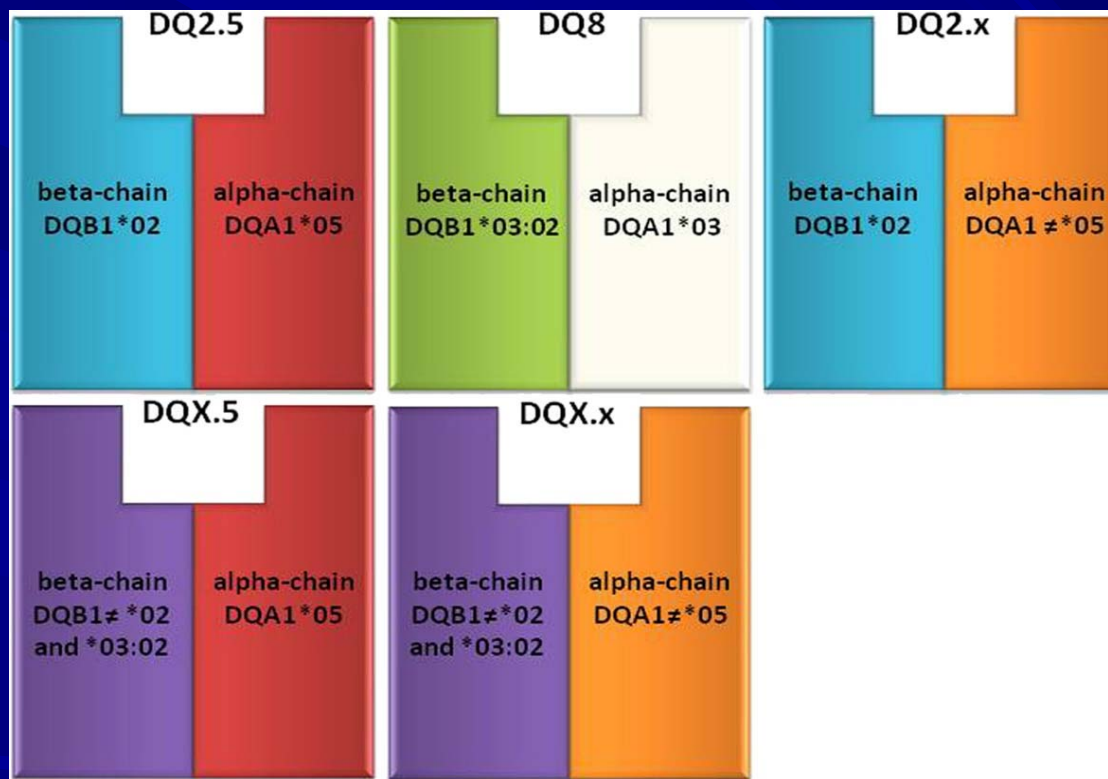 DQ2.5
beta-chain
DQB1*02
alpha-chain
DQA1*05
DQ8
beta-chain
DQB1*03:02
alpha-chain
DQA1*03
DQ2.x
beta-chain
DQB1*02
alpha-chain
DQA1 ≠*05
DQX.5
beta-chain
DQB1≠ *02
and *03:02
alpha-chain
DQA1*05
DQX.x
beta-chain
DQB1≠*02
and *03:02
alpha-chain
DQA1≠*05